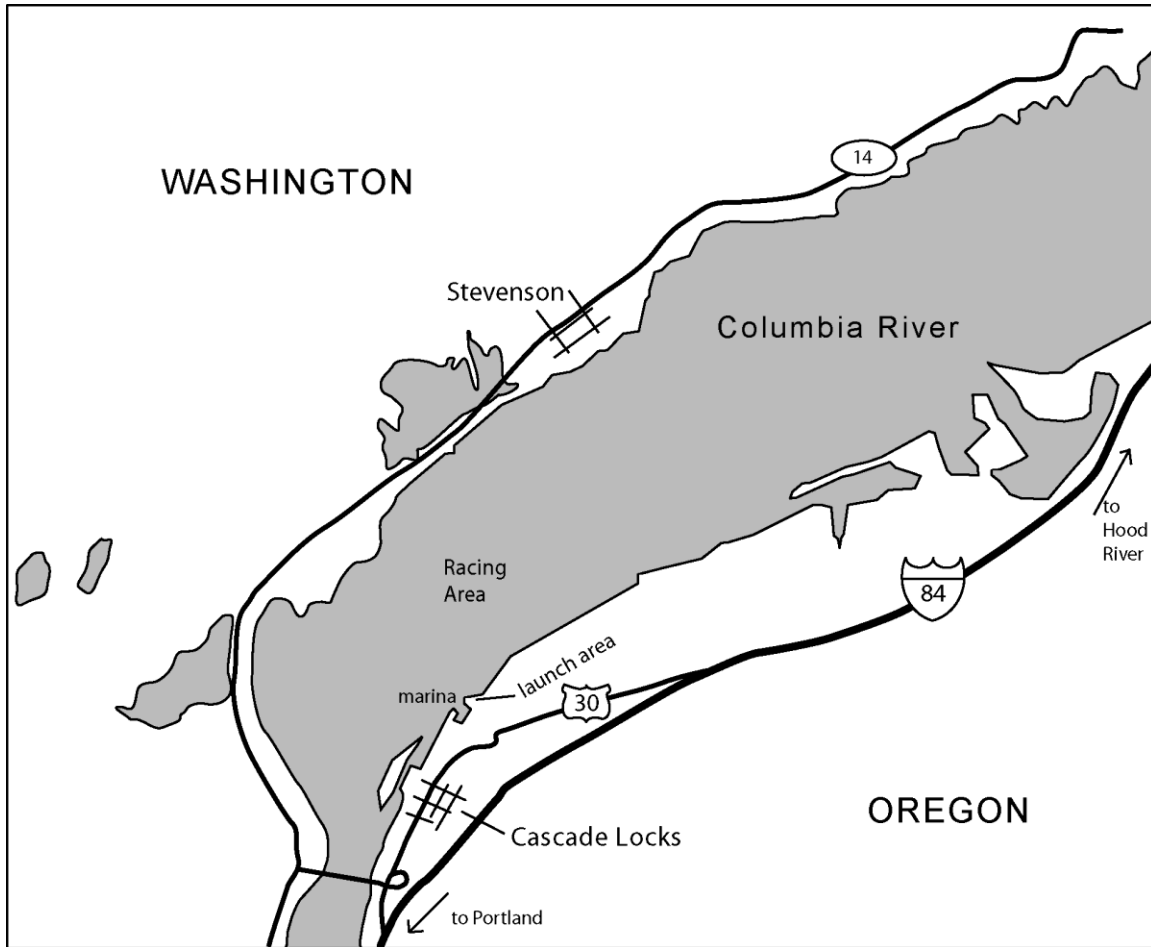 14
WASHINGTON
Stevenson
Columbia River
to
Hood
River
Racing
Area
84
launch area
marina
30
OREGON
Cascade Locks
to Portland